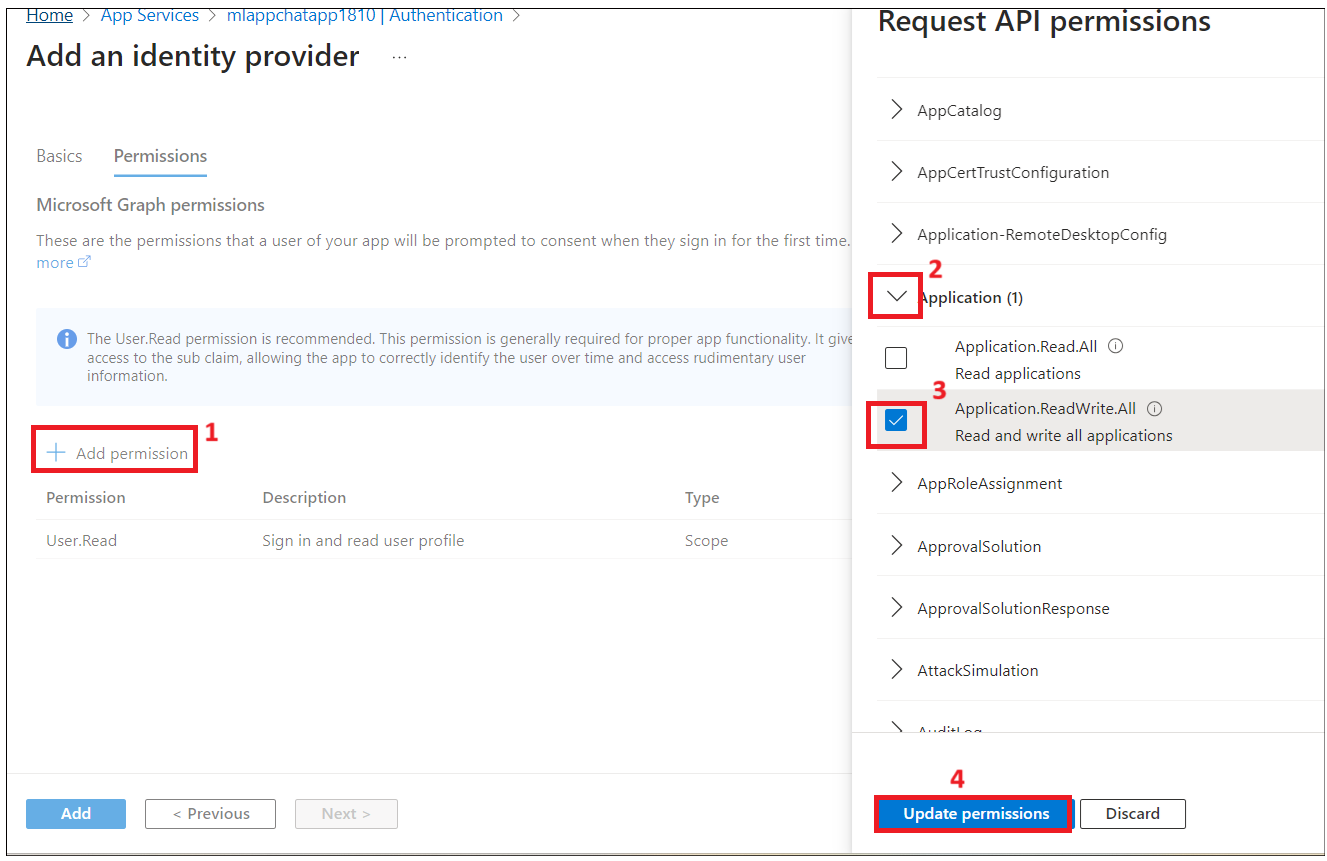 Home > App Services > mlappchatapp1810 | Authentication >
Add an identity provider ...
Basics Permissions
Microsoft Graph permissions
These are the permissions that a user of your app will be prompted to consent when they sign in for the first time.
more
The User.Read permission is recommended. This permission is generally required for proper app functionality. It give
access to the sub claim, allowing the app to correctly identify the user over time and access rudimentary user
information.
+ Add permission
1
Permission Description Type
User.Read Sign in and read user profile Scope
Add < Previous Next >
Request API permissions
AppCatalog
AppCertTrustConfiguration
Application-RemoteDesktopConfig
2
Application (1)
Application.Read.All
Read applications
3
Application.ReadWrite.All
Read and write all applications
AppRoleAssignment
ApprovalSolution
ApprovalSolutionResponse
AttackSimulation
AuditLog
4
Update permissions Discard